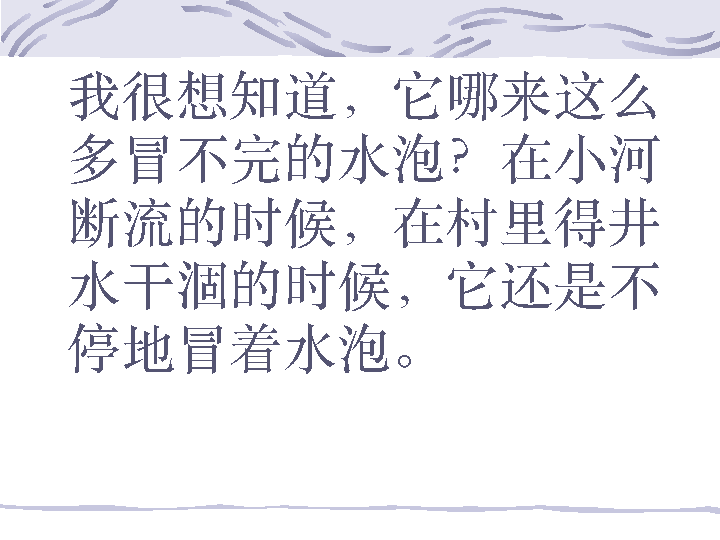 我很想知道，它哪来这么
多冒不完的水泡？在小河
断流的时候，在村里得井
水干涸的时候，它还是不
停地冒着水泡。